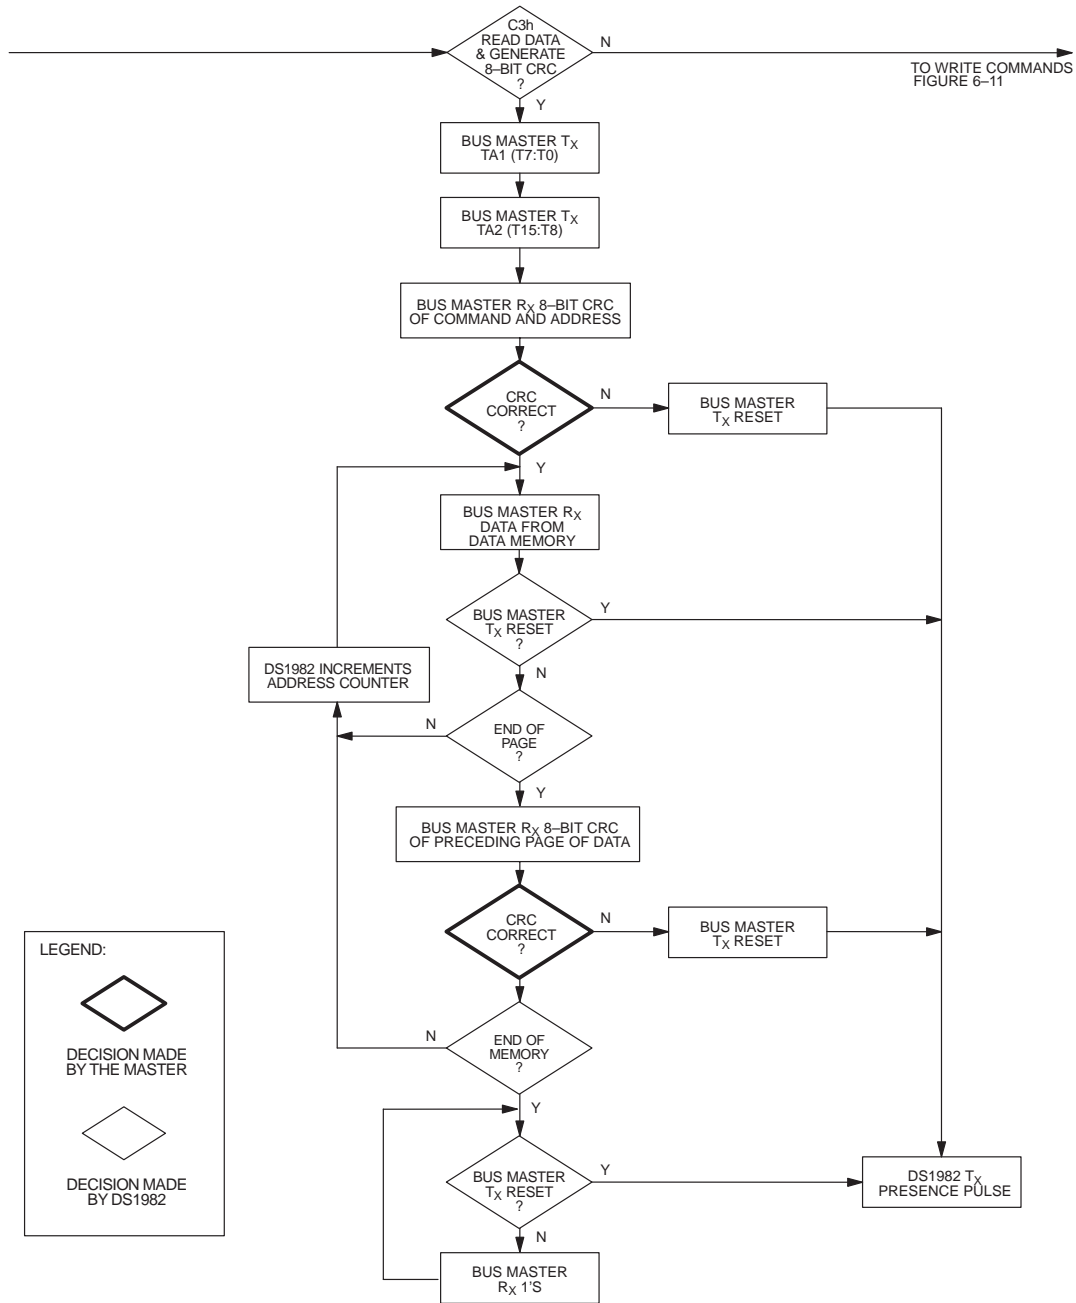 C3h
READ DATA
& GENERATE
8–BIT CRC
?
N
TO WRITE COMMANDS
FIGURE 6–11
Y
BUS MASTER TX
TA1 (T7:T0)
BUS MASTER TX
TA2 (T15:T8)
BUS MASTER RX 8–BIT CRC
OF COMMAND AND ADDRESS
CRC
CORRECT
?
N
BUS MASTER
TX RESET
Y
BUS MASTER RX
DATA FROM
DATA MEMORY
BUS MASTER
TX RESET
?
Y
N
DS1982 INCREMENTS
ADDRESS COUNTER
END OF
PAGE
?
N
Y
BUS MASTER RX 8–BIT CRC
OF PRECEDING PAGE OF DATA
CRC
CORRECT
?
N
BUS MASTER
TX RESET
END OF
MEMORY
?
N
Y
BUS MASTER
TX RESET
?
Y
DS1982 TX
PRESENCE PULSE
N
BUS MASTER
RX 1'S
LEGEND:
DECISION MADE
BY THE MASTER
DECISION MADE
BY DS1982